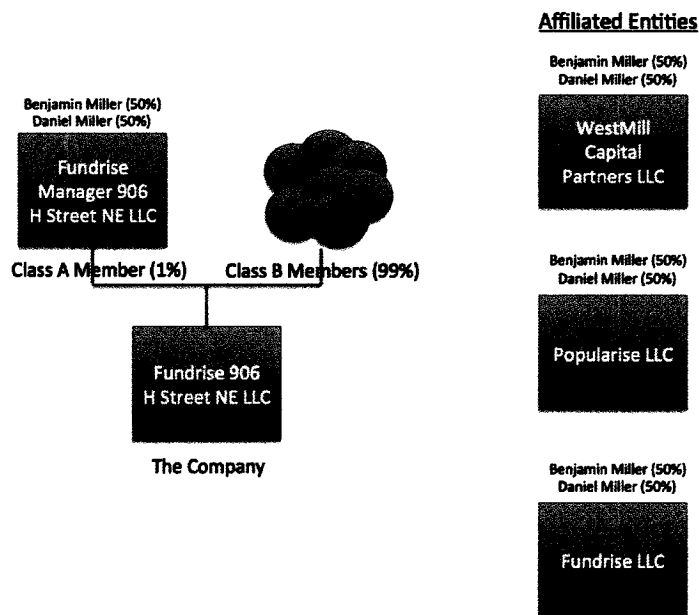 Affiliated Entities
Benjamin Miller (50%)
Daniel Miller (50%)
Fundrise
Manager 906
H Street NE LLC
Class A Member (1%)
Class B Members (99%)
Fundrise 906
H Street NE LLC
The Company
Benjamin Miller (50%)
Daniel Miller (50%)
WestMill
Capital
Partners LLC
Benjamin Miller (50%)
Daniel Miller (50%)
Popularise LLC
Benjamin Miller (50%)
Daniel Miller (50%)
Fundrise LLC